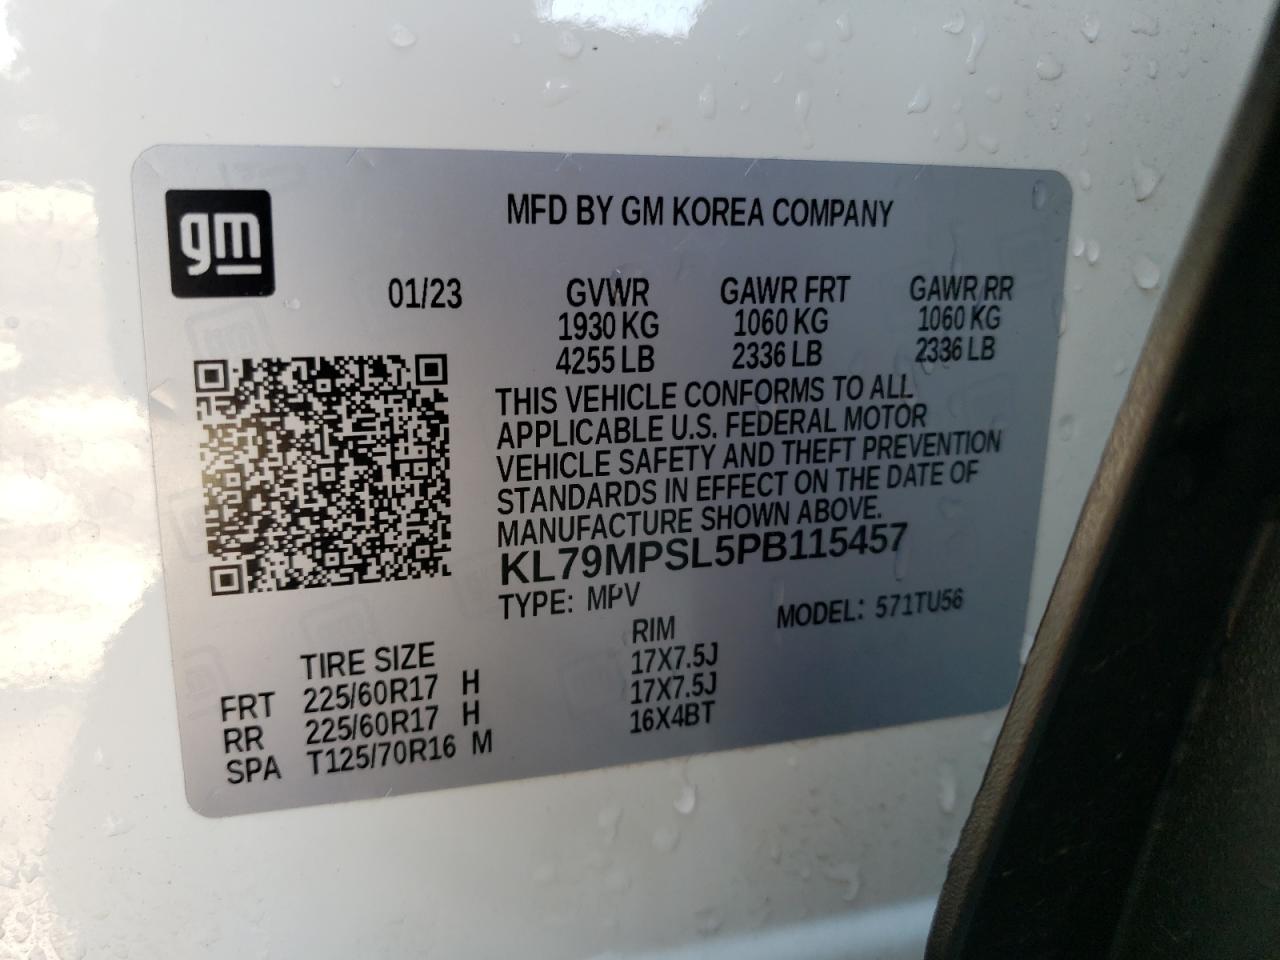 gm
MFD BY GM KOREA COMPANY
01/23 GVWR GAWR FRT GAWR RR
1930 KG 1060 KG 1060 KG
4255 LB 2336 LB 2336 LB
THIS VEHICLE CONFORMS TO ALL
APPLICABLE U.S. FEDERAL MOTOR
VEHICLE SAFETY AND THEFT PREVENTION
STANDARDS IN EFFECT ON THE DATE OF
MANUFACTURE SHOWN ABOVE.
KL79MPSL5PB115457
TYPE: MPV MODEL: 571TU56
TIRE SIZE RIM
FRT 225/60R17 H 17X7.5J
RR 225/60R17 H 17X7.5J
SPA T125/70R16 M 16X4BT